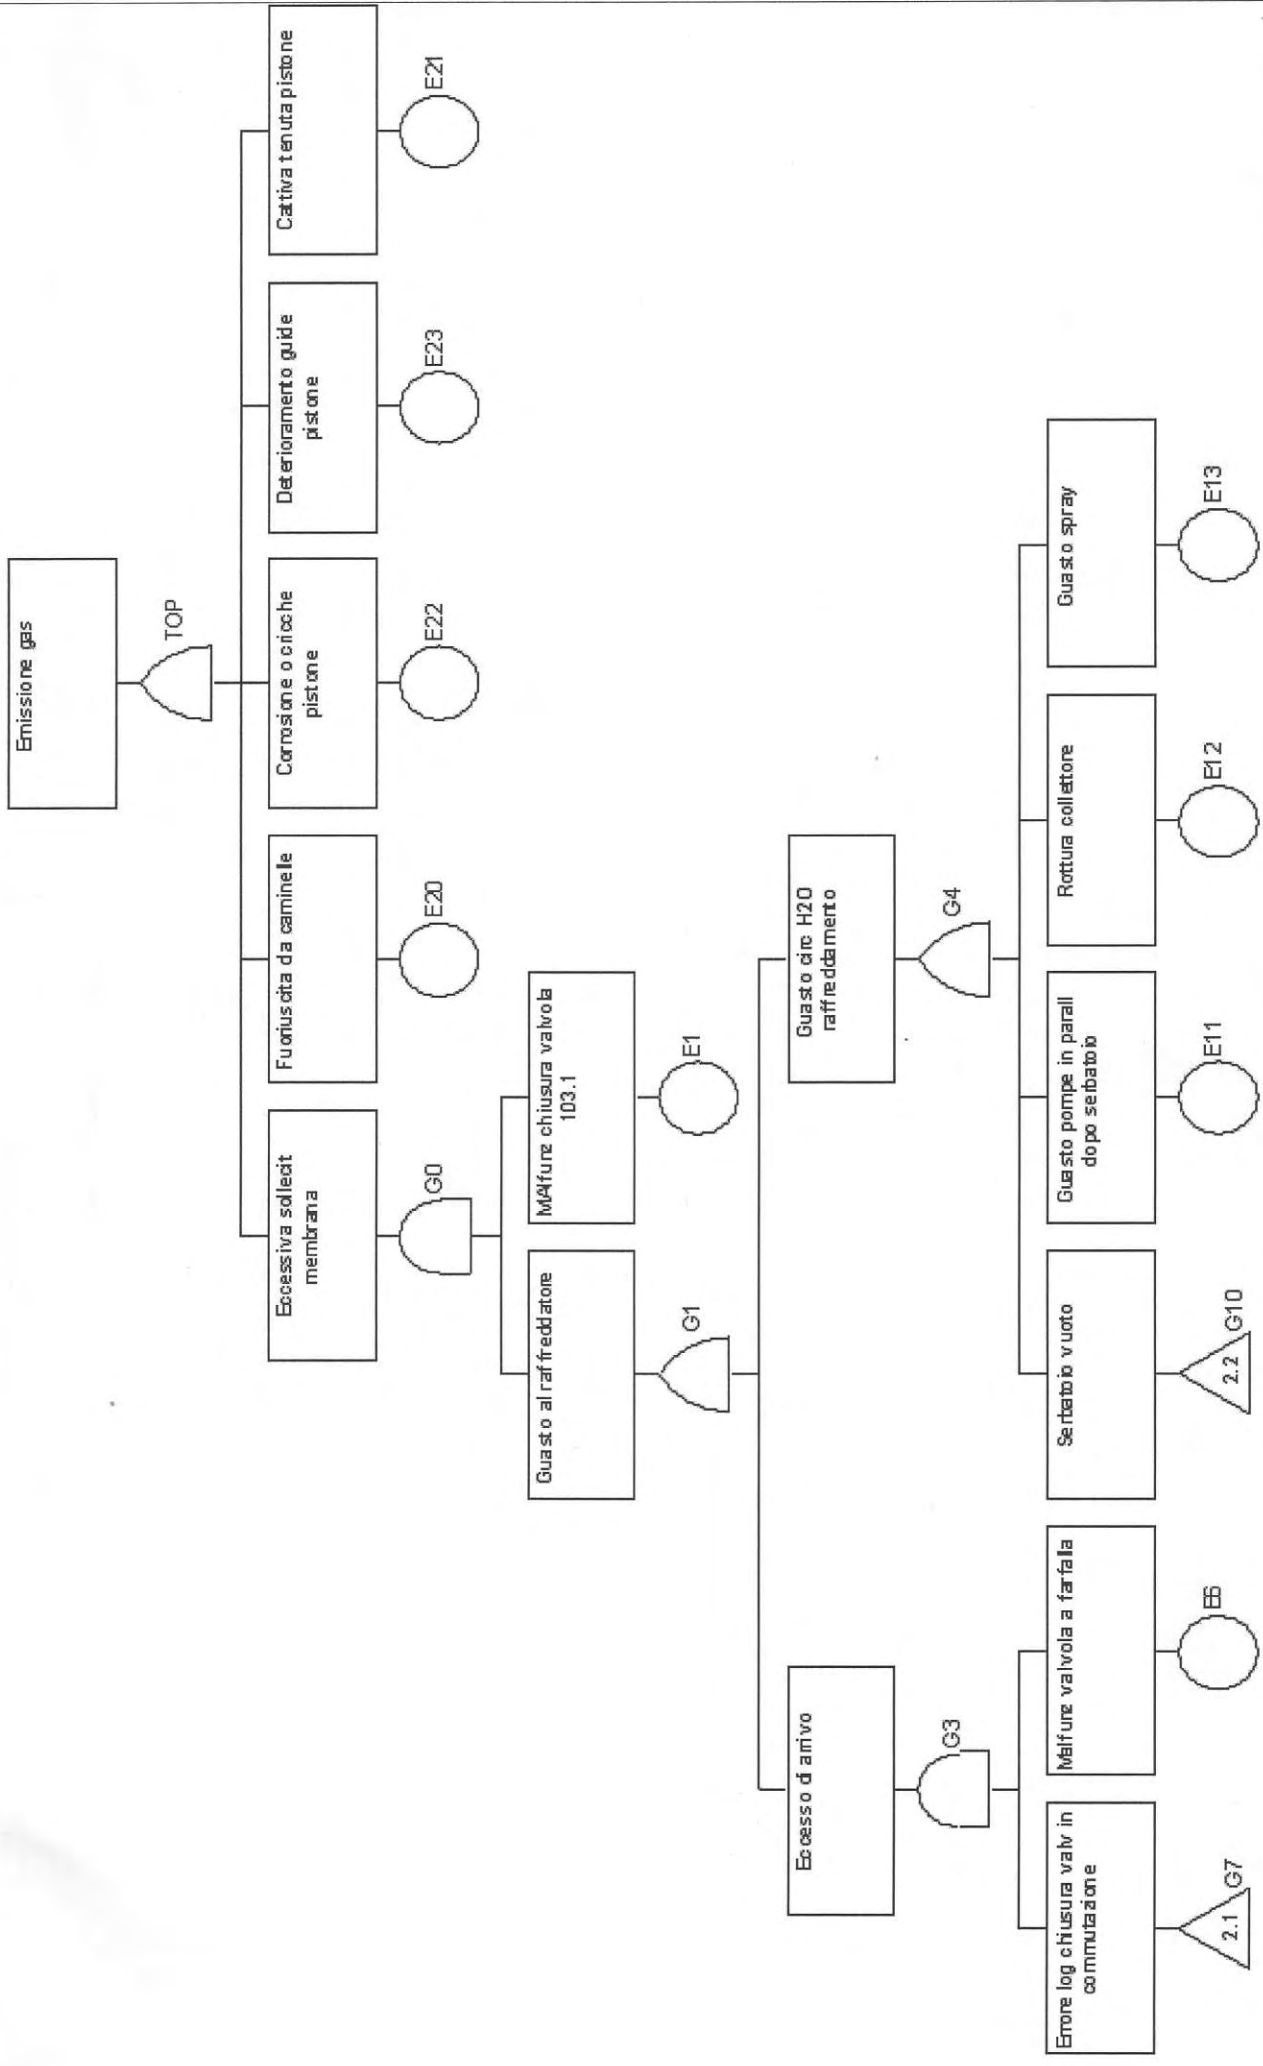 Emissione gas
TOP
Eccessiva sollecit
membrana
G0
Fuoriuscita da caminelle
E20
Corrosione o cricche
pistone
E22
Deterioramento guide
pistone
E23
Cattiva tenuta pistone
E21
Guasto al raffreddatore
G1
MAlfunz chiusura valvola
103.1
E1
Eccesso di arrivo
G3
Guasto circ H2O
raffreddamento
G4
Errore log chiusura valv in
commutazione
2.1
G7
Malfunz valvola a farfalla
E6
Serbatoio vuoto
2.2
G10
Guasto pompe in parall
dopo serbatoio
E11
Rottura collettore
E12
Guasto spray
E13